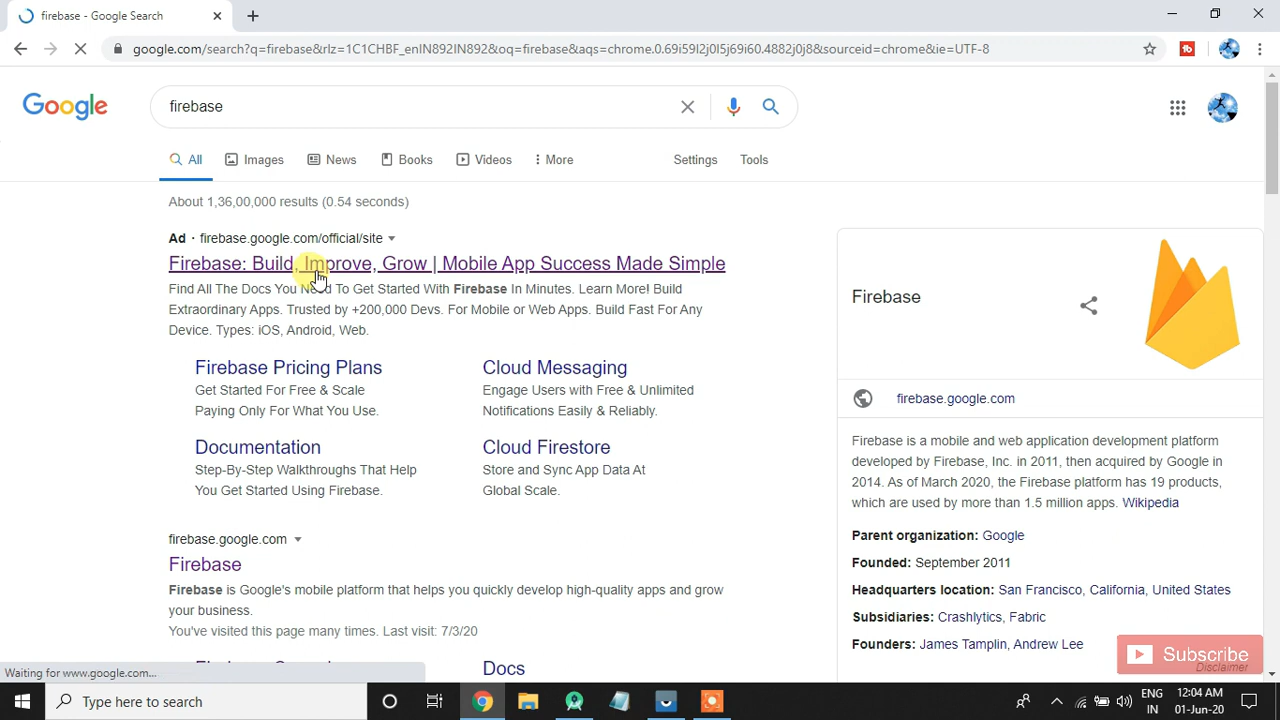 firebase - Google Search
google.com/search?q=firebase&rlz=1C1CHBF_enIN892IN892&oq=firebase&aqs=chrome.0.69i59l2j0l5j69i60.4882j0j8&sourceid=chrome&ie=UTF-8
Google
firebase
All
Images
News
Books
Videos
More
Settings
Tools
About 1,36,00,000 results (0.54 seconds)
Ad · firebase.google.com/official/site
Firebase: Build, Improve, Grow | Mobile App Success Made Simple
Find All The Docs You Need To Get Started With Firebase In Minutes. Learn More! Build
Extraordinary Apps. Trusted by +200,000 Devs. For Mobile or Web Apps. Build Fast For Any
Device. Types: iOS, Android, Web.
Firebase Pricing Plans
Get Started For Free & Scale
Paying Only For What You Use.
Cloud Messaging
Engage Users with Free & Unlimited
Notifications Easily & Reliably.
Documentation
Step-By-Step Walkthroughs That Help
You Get Started Using Firebase.
Cloud Firestore
Store and Sync App Data At
Global Scale.
firebase.google.com
Firebase
Firebase is Google's mobile platform that helps you quickly develop high-quality apps and grow
your business.
You've visited this page many times. Last visit: 7/3/20
Docs
Firebase
firebase.google.com
Firebase is a mobile and web application development platform
developed by Firebase, Inc. in 2011, then acquired by Google in
2014. As of March 2020, the Firebase platform has 19 products,
which are used by more than 1.5 million apps. Wikipedia
Parent organization: Google
Founded: September 2011
Headquarters location: San Francisco, California, United States
Subsidiaries: Crashlytics, Fabric
Founders: James Tamplin, Andrew Lee
Subscribe
Disclaimer
Waiting for www.google.com...
Type here to search
ENG
IN
12:04 AM
01-Jun-20